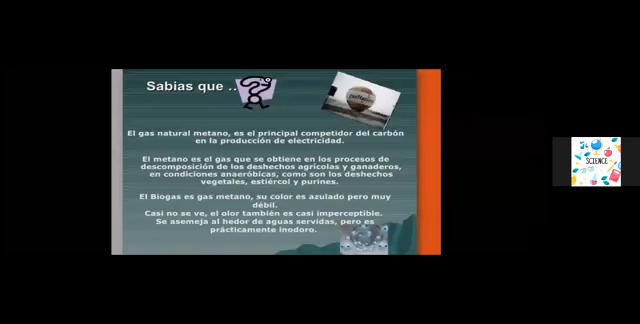 Sabias que ..
El gas natural metano, es el principal competidor del carbón
en la producción de electricidad.
El metano es el gas que se obtiene en los procesos de
descomposición de los deshechos agrícolas y ganaderos,
en condiciones anaeróbicas, como son los deshechos
vegetales, estiércol y purines.
El Biogas es gas metano, su color es azulado pero muy
débil.
Casi no se ve, el olor también es casi imperceptible.
Se asemeja al hedor de aguas servidas, pero es
prácticamente inodoro.
SCIENCE